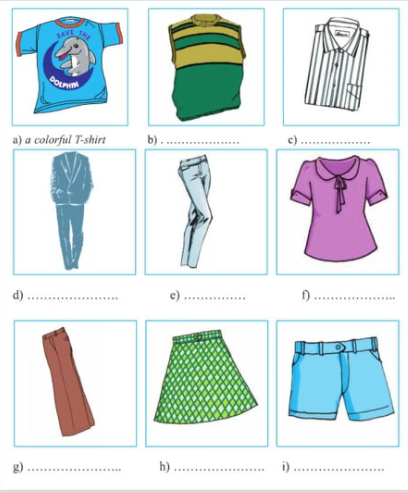 SAVE THE
DOLPHIN
a) a colorful T-shirt
b) . ...................
c) ..................
d) .....................
e) ...............
f) ....................
g) ......................
h) ......................
i) .....................